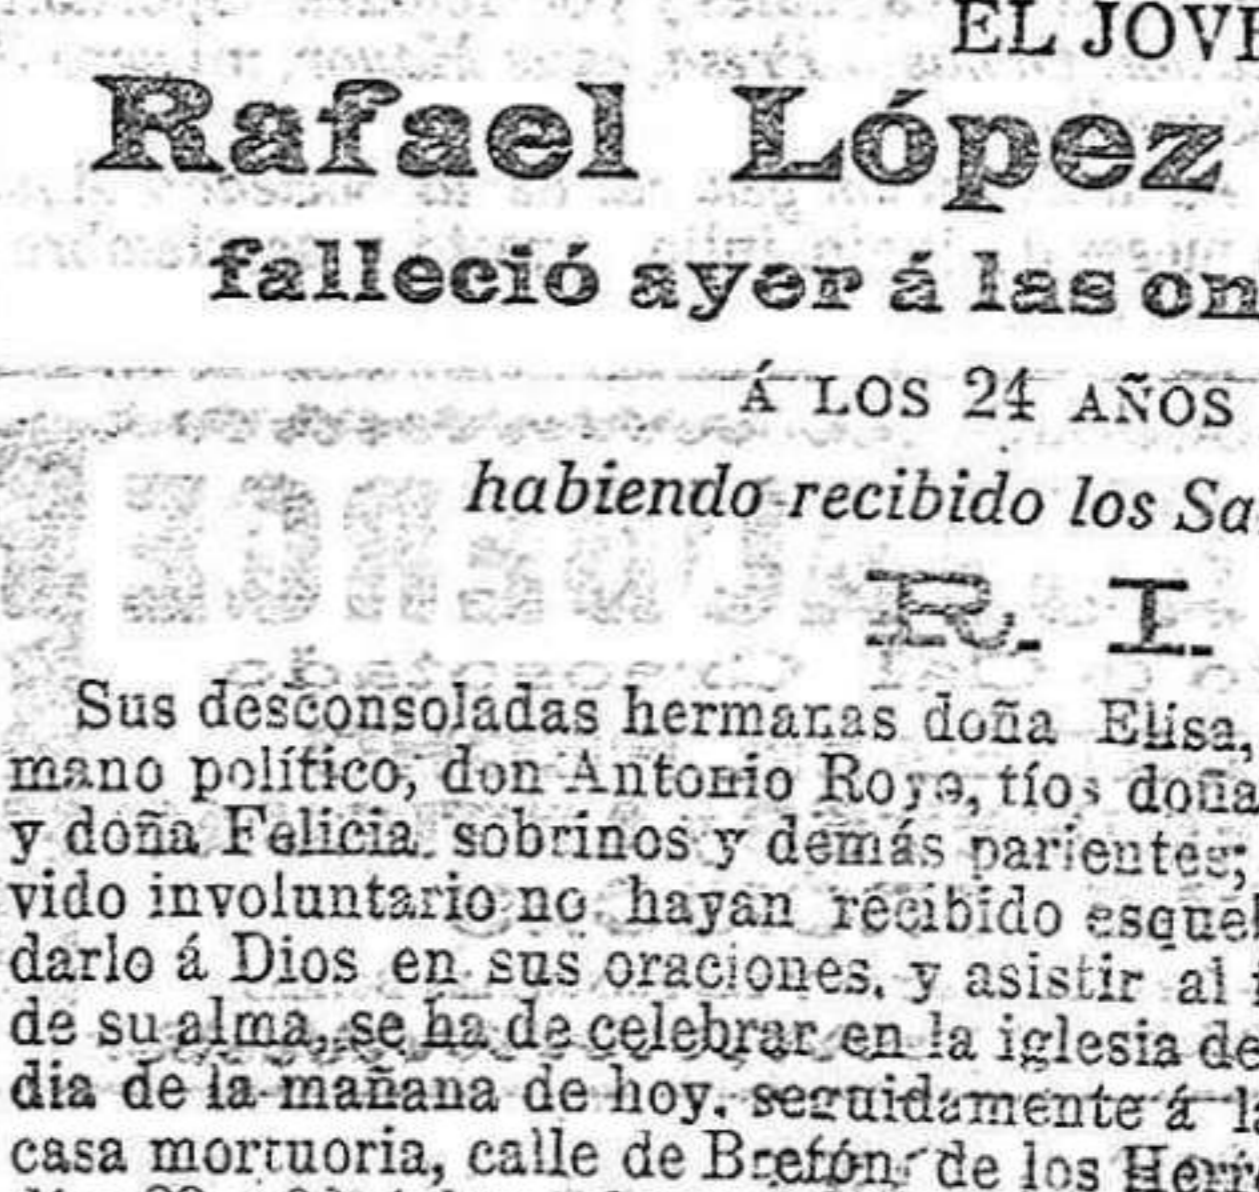 EL JOVE
Rafael López
falleció ayer á las on
Á LOS 24 AÑOS
habiendo recibido los Sa
R. I.
Sus desconsoladas hermanas doña Elisa,
mano político, don Antonio Royo, tíos doña
y doña Felicia, sobrinos y demás parientes;
vido involuntario no hayan recibido esquel
darlo á Dios en sus oraciones, y asistir al
de su alma, se ha de celebrar en la iglesia de
dia de la mañana de hoy, seguidamente á la
casa mortuoria, calle de Bretón de los Herr